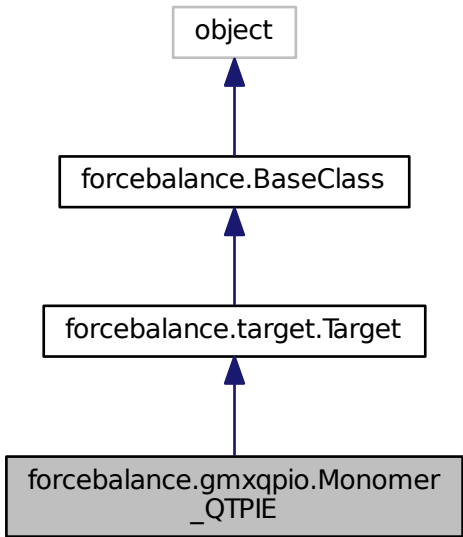 object
forcebalance.BaseClass
forcebalance.target.Target
forcebalance.gmxqpio.Monomer
_QTPIE